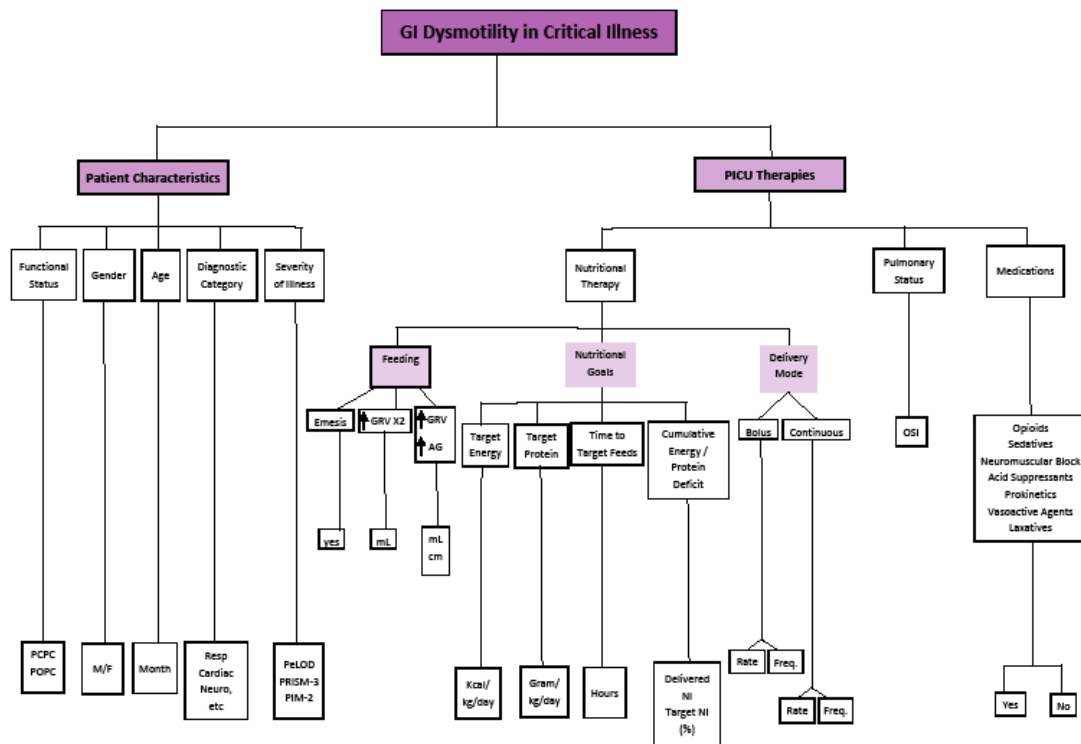 GI Dysmotility in Critical Illness
Patient Characteristics
PICU Therapies
Functional
Status
Gender
Age
Diagnostic
Category
Severity
of Illness
Nutritional
Therapy
Pulmonary
Status
Medications
Feeding
Nutritional
Goals
Delivery
Mode
Emesis
GRV X2
GRV
AG
Target
Energy
Target
Protein
Time to
Target Feeds
Cumulative
Energy /
Protein
Deficit
Bolus
Continuous
OSI
Opioids
Sedatives
Neuromuscular Block
Acid Suppressants
Prokinetics
Vasoactive Agents
Laxatives
yes
mL
mL
cm
PCPC
POPC
M/F
Month
Resp
Cardiac
Neuro,
etc
PeLOD
PRISM-3
PIM-2
Kcal/
kg/day
Gram/
kg/day
Hours
Delivered
NI
Target NI
(%)
Rate
Freq.
Rate
Freq.
Yes
No